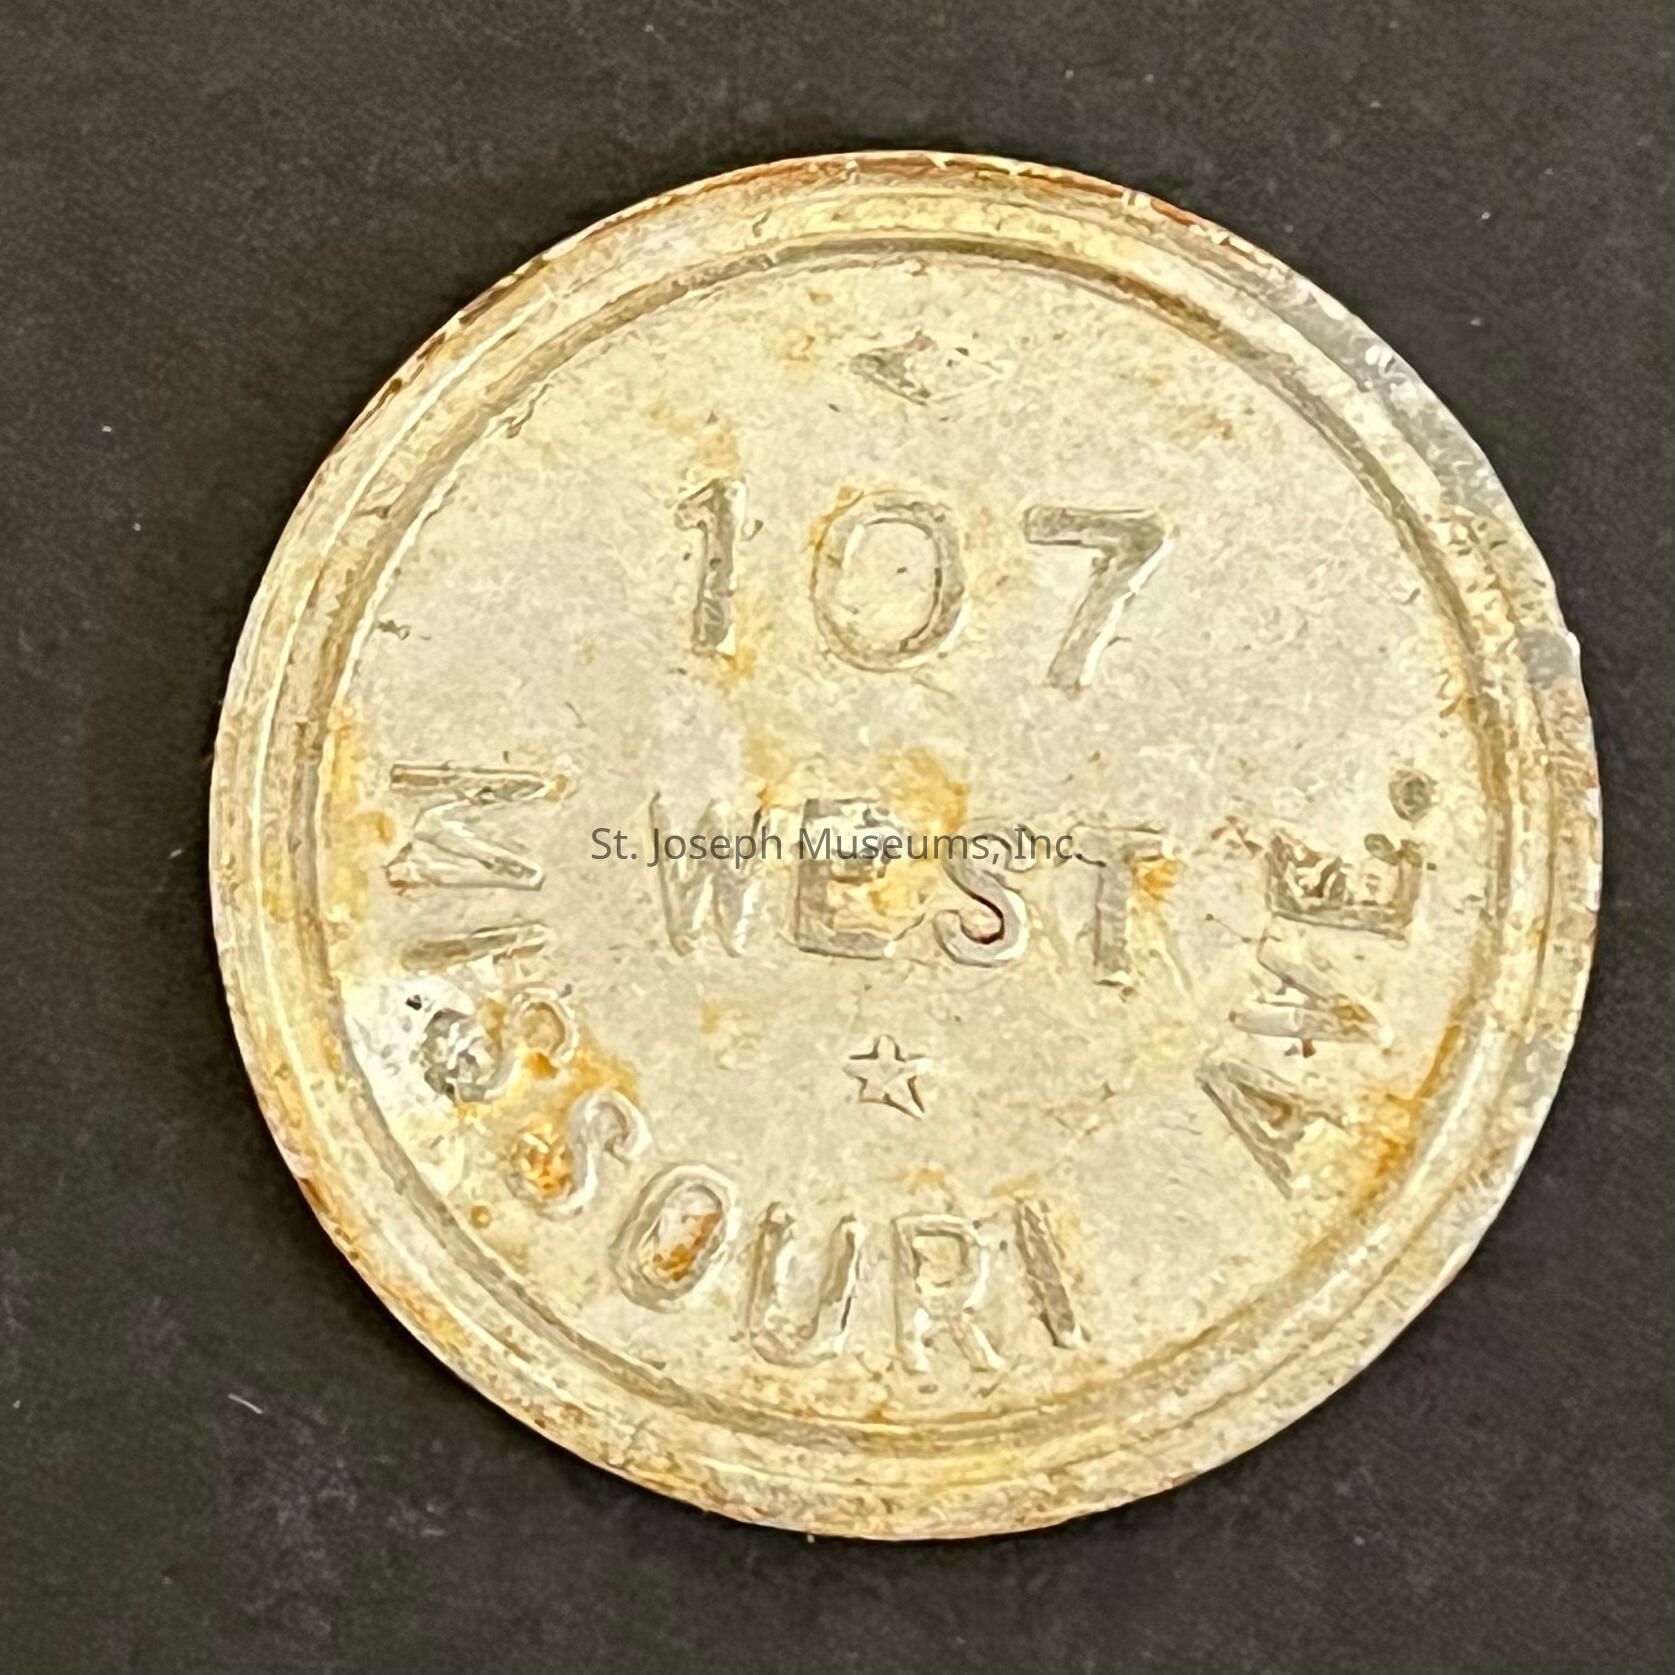 107
WEST
MISSOURI AVE.
St. Joseph Museums, Inc.